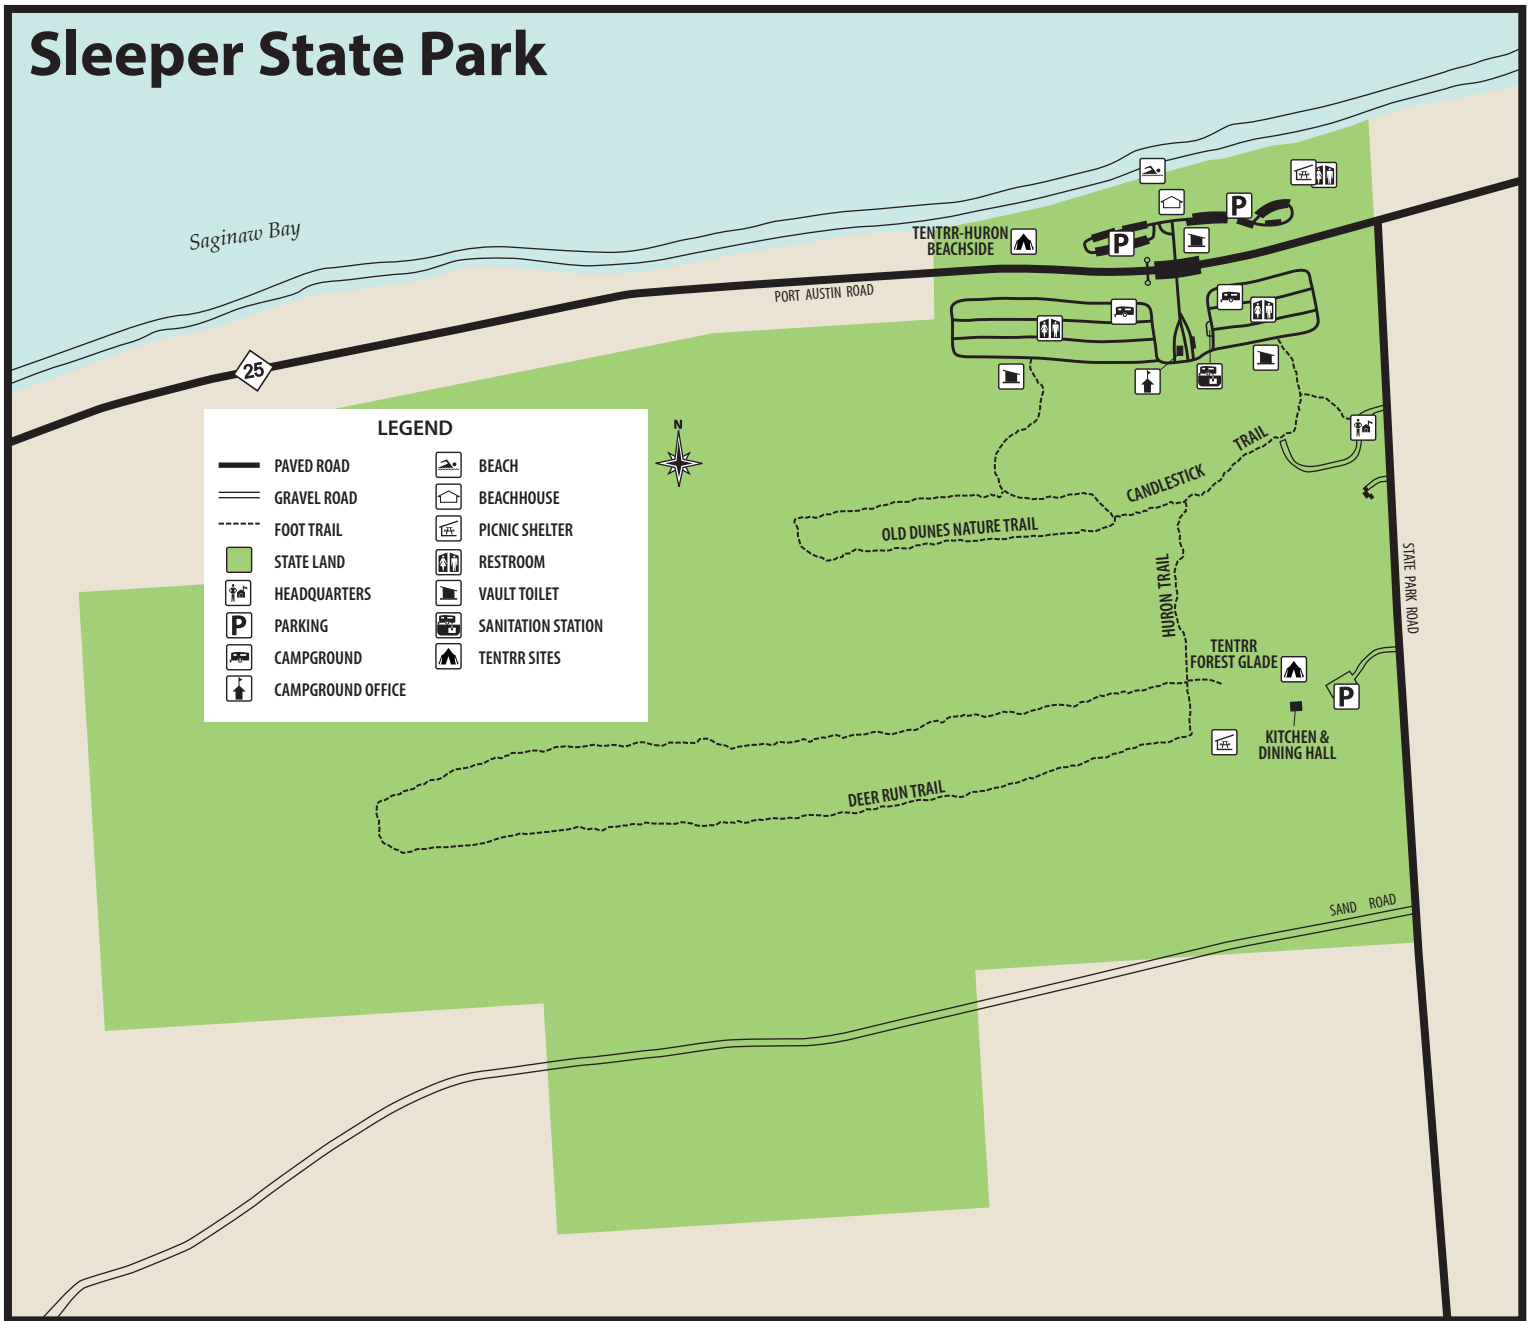 Sleeper State Park
Saginaw Bay
TENTRR-HURON
BEACHSIDE
P
P
PORT AUSTIN ROAD
25
LEGEND
PAVED ROAD
GRAVEL ROAD
FOOT TRAIL
STATE LAND
HEADQUARTERS
P PARKING
CAMPGROUND
CAMPGROUND OFFICE
BEACH
BEACHHOUSE
PICNIC SHELTER
RESTROOM
VAULT TOILET
SANITATION STATION
TENTRR SITES
N
CANDLESTICK TRAIL
OLD DUNES NATURE TRAIL
HURON TRAIL
STATE PARK ROAD
TENTRR
FOREST GLADE
P
KITCHEN &
DINING HALL
DEER RUN TRAIL
SAND ROAD